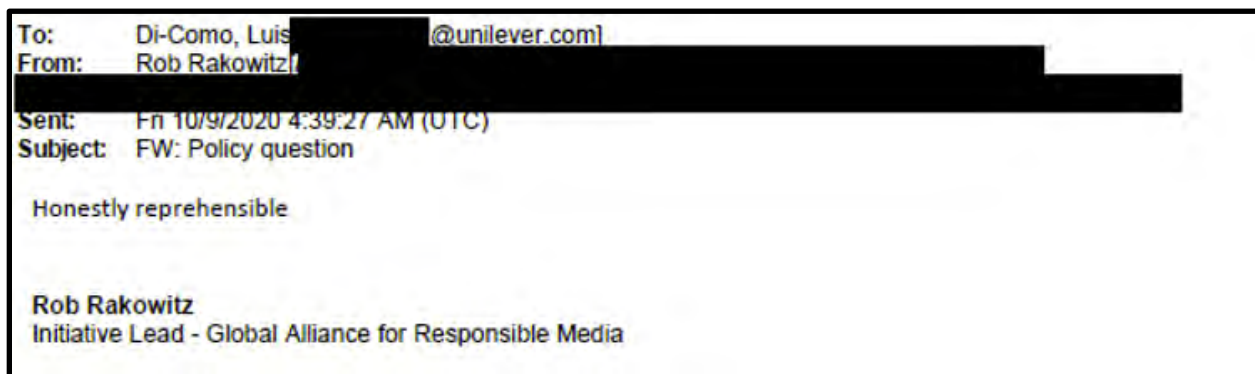 To: Di-Como, Luis @unilever.com]
From: Rob Rakowitz[
Sent: Fri 10/9/2020 4:39:27 AM (UTC)
Subject: FW: Policy question
Honestly reprehensible
Rob Rakowitz
Initiative Lead - Global Alliance for Responsible Media